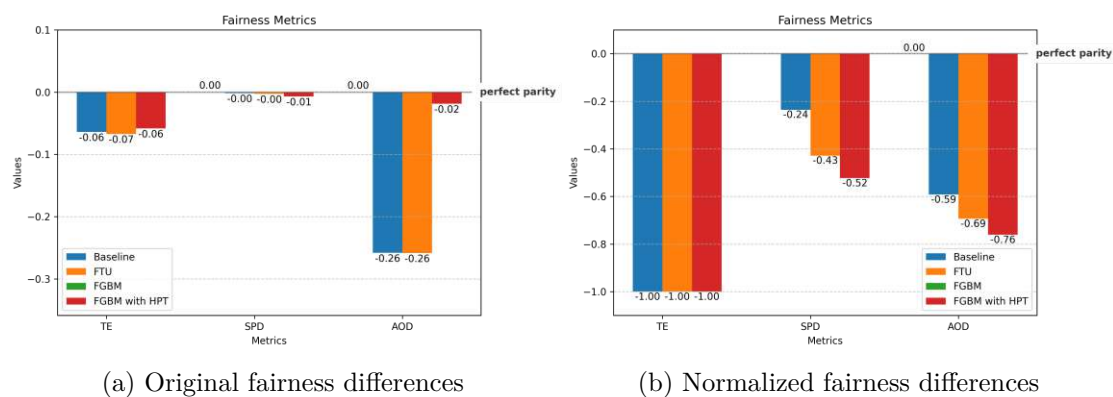 Fairness Metrics
0.1
0.00 0.00
0.0
perfect parity
-0.00 -0.00 -0.01
-0.02
-0.06 -0.07 -0.06
−0.1
Values
−0.2
-0.26 -0.26
−0.3
Baseline
FTU
FGBM
FGBM with HPT
TE SPD AOD
Metrics
(a) Original fairness differences
Fairness Metrics
0.00
0.0
perfect parity
−0.2
-0.24
−0.4
-0.43
-0.52
Values
−0.6
-0.59
-0.69
-0.76
−0.8
Baseline
FTU
FGBM
FGBM with HPT
−1.0
-1.00 -1.00 -1.00
TE SPD AOD
Metrics
(b) Normalized fairness differences